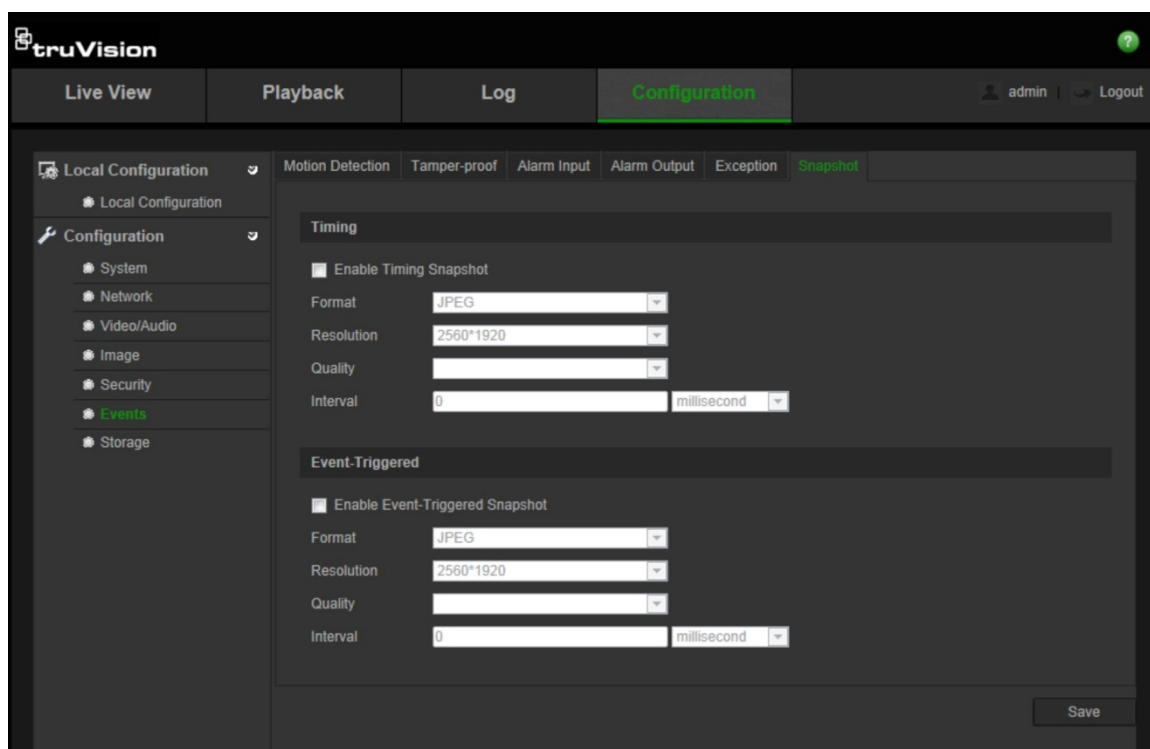 truVision
?
Live View Playback Log Configuration admin | Logout
Local Configuration
Local Configuration
Configuration
System
Network
Video/Audio
Image
Security
Events
Storage
Motion Detection Tamper-proof Alarm Input Alarm Output Exception Snapshot
Timing
Enable Timing Snapshot
Format JPEG
Resolution 2560*1920
Quality
Interval 0 millisecond
Event-Triggered
Enable Event-Triggered Snapshot
Format JPEG
Resolution 2560*1920
Quality
Interval 0 millisecond
Save